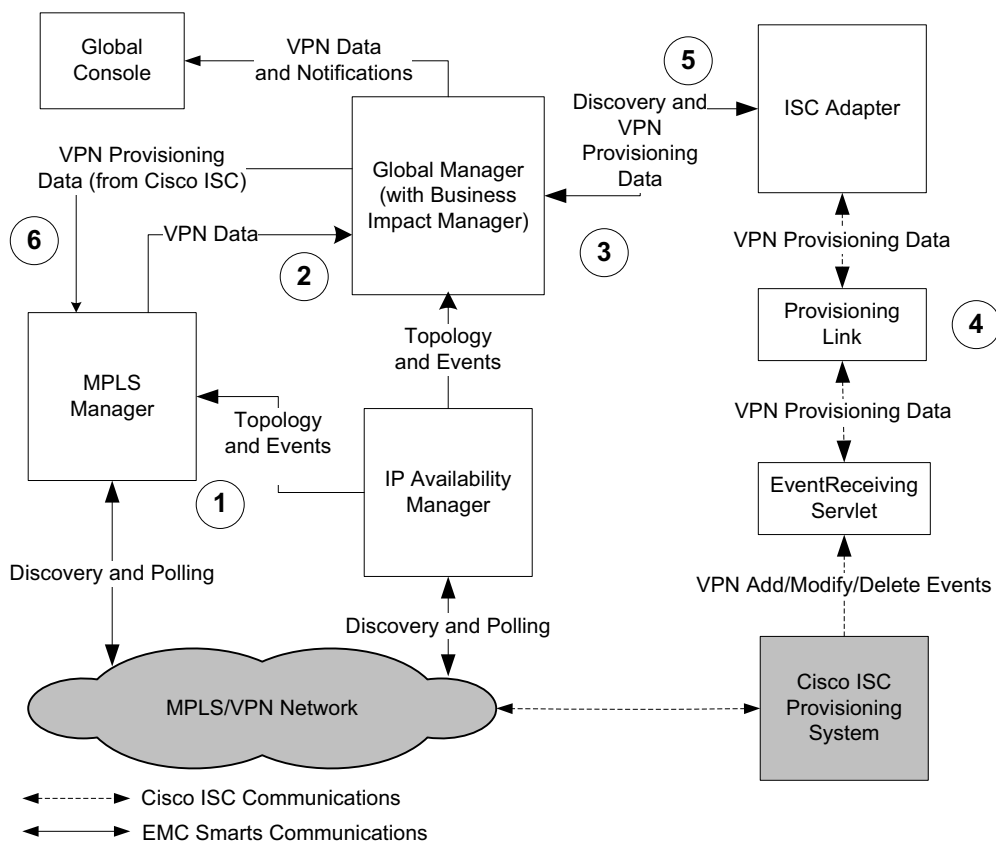 Global
Console
VPN Data
and Notifications
5
Discovery and
VPN
Provisioning
Data
ISC Adapter
VPN Provisioning
Data (from Cisco ISC)
Global Manager
(with Business
Impact Manager)
6
VPN Data
2
3
VPN Provisioning Data
Provisioning
Link
4
MPLS
Manager
Topology
and Events
Topology
and Events
VPN Provisioning Data
1
IP Availability
Manager
EventReceiving
Servlet
Discovery and Polling
VPN Add/Modify/Delete Events
Discovery and Polling
MPLS/VPN Network
Cisco ISC
Provisioning
System
Cisco ISC Communications
EMC Smarts Communications